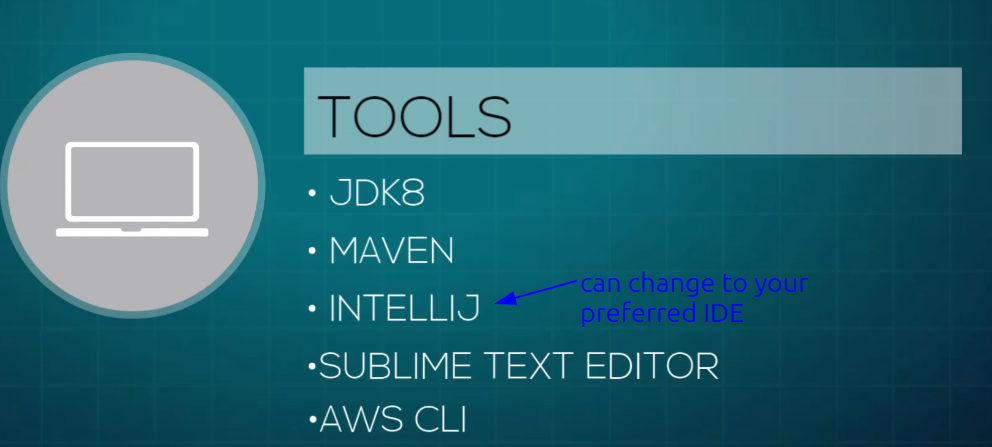 TOOLS
• JDK8
• MAVEN
• INTELLIJ
can change to your
preferred IDE
•SUBLIME TEXT EDITOR
•AWS CLI